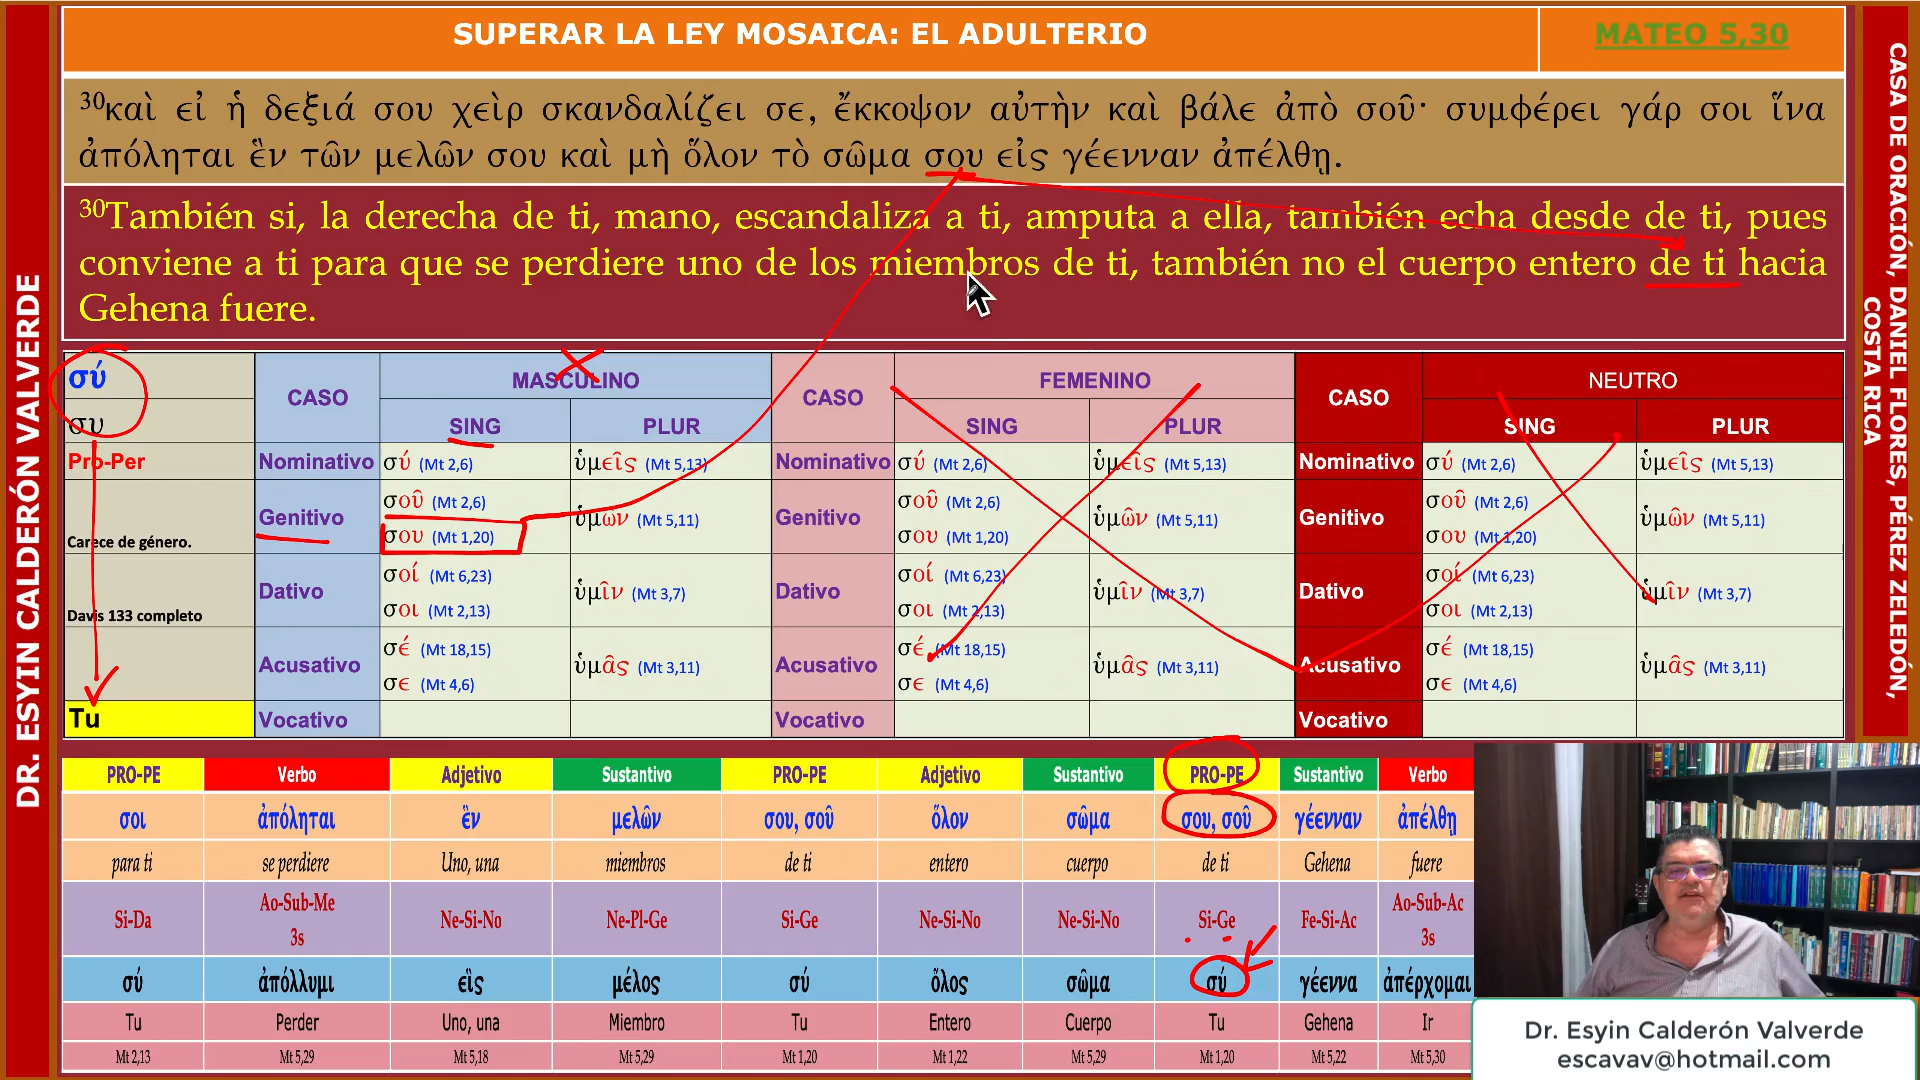 SUPERAR LA LEY MOSAICA: EL ADULTERIO
MATEO 5,30
³⁰καὶ εἰ ἡ δεξιά σου χεὶρ σκανδαλίζει σε, ἔκκοψον αὐτὴν καὶ βάλε ἀπὸ σοῦ· συμφέρει γάρ σοι ἵνα
ἀπόληται ἓν τῶν μελῶν σου καὶ μὴ ὅλον τὸ σῶμα σου εἰς γέενναν ἀπέλθῃ.
³⁰También si, la derecha de ti, mano, escandaliza a ti, amputa a ella, también echa desde de ti, pues
conviene a ti para que se perdiere uno de los miembros de ti, también no el cuerpo entero de ti hacia
Gehena fuere.
σύ CASO MASCULINO CASO FEMENINO CASO NEUTRO
συ SING PLUR SING PLUR SING PLUR
Pro-Per Nominativo σύ (Mt 2,6) ὑμεῖς (Mt 5,13) Nominativo σύ (Mt 2,6) ὑμεῖς (Mt 5,13) Nominativo σύ (Mt 2,6) ὑμεῖς (Mt 5,13)
Carece de género. Genitivo σοῦ (Mt 2,6) σου (Mt 1,20) ὑμῶν (Mt 5,11) Genitivo σοῦ (Mt 2,6) σου (Mt 1,20) ὑμῶν (Mt 5,11) Genitivo σοῦ (Mt 2,6) σου (Mt 1,20) ὑμῶν (Mt 5,11)
Davis 133 completo Dativo σοί (Mt 6,23) σοι (Mt 2,13) ὑμῖν (Mt 3,7) Dativo σοί (Mt 6,23) σοι (Mt 2,13) ὑμῖν (Mt 3,7) Dativo σοί (Mt 6,23) σοι (Mt 2,13) ὑμῖν (Mt 3,7)
Acusativo σέ (Mt 18,15) σε (Mt 4,6) ὑμᾶς (Mt 3,11) Acusativo σέ (Mt 18,15) σε (Mt 4,6) ὑμᾶς (Mt 3,11) Acusativo σέ (Mt 18,15) σε (Mt 4,6) ὑμᾶς (Mt 3,11)
Tu Vocativo Vocativo Vocativo
PRO-PE Verbo Adjetivo Sustantivo PRO-PE Adjetivo Sustantivo PRO-PE Sustantivo Verbo
σοι ἀπόληται ἓν μελῶν σου, σοῦ ὅλον σῶμα σου, σοῦ γέενναν ἀπέλθῃ
para ti se perdiere Uno, una miembros de ti entero cuerpo de ti Gehena fuere
Si-Da Ao-Sub-Me 3s Ne-Si-No Ne-Pl-Ge Si-Ge Ne-Si-No Ne-Si-No Si-Ge Fe-Si-Ac Ao-Sub-Ac 3s
σύ ἀπόλλυμι εἷς μέλος σύ ὅλος σῶμα σύ γέεννα ἀπέρχομαι
Tu Perder Uno, una Miembro Tu Entero Cuerpo Tu Gehena Ir
Mt 2,13 Mt 5,29 Mt 5,18 Mt 5,29 Mt 1,20 Mt 1,22 Mt 5,29 Mt 1,20 Mt 5,22 Mt 5,30
DR. ESYIN CALDERÓN VALVERDE
CASA DE ORACIÓN, DANIEL FLORES, PÉREZ ZELEDÓN,
COSTA RICA
Dr. Esyin Calderón Valverde
escavav@hotmail.com